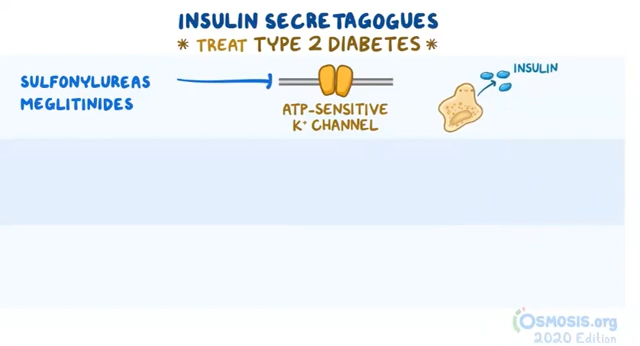 INSULIN SECRETAGOGUES
* TREAT TYPE 2 DIABETES *
SULFONYLUREAS
MEGLITINIDES
ATP-SENSITIVE
K+ CHANNEL
INSULIN
OSMOSIS.org
2020 Edition